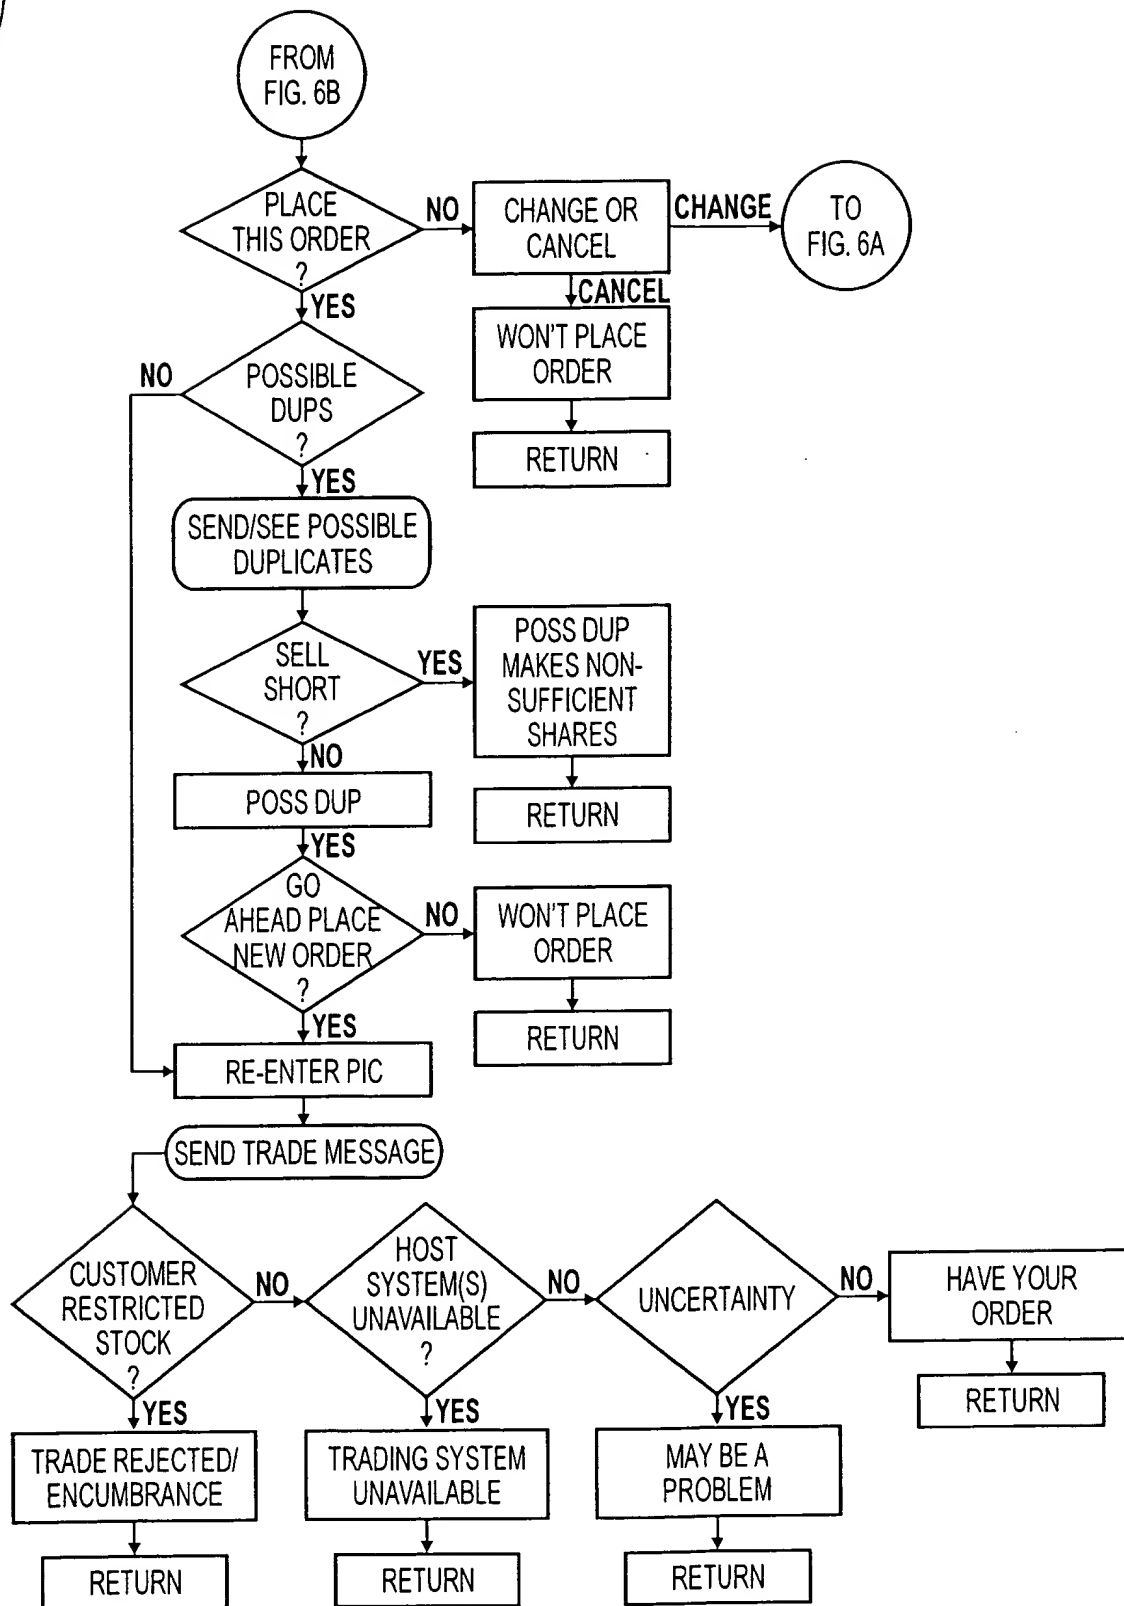 FROM
FIG. 6B
PLACE
THIS ORDER
?
NO
CHANGE OR
CANCEL
CHANGE
TO
FIG. 6A
YES
CANCEL
WON'T PLACE
ORDER
RETURN
NO
POSSIBLE
DUPS
?
YES
SEND/SEE POSSIBLE
DUPLICATES
SELL
SHORT
?
YES
POSS DUP
MAKES NON-
SUFFICIENT
SHARES
RETURN
NO
POSS DUP
YES
GO
AHEAD PLACE
NEW ORDER
?
NO
WON'T PLACE
ORDER
RETURN
YES
RE-ENTER PIC
SEND TRADE MESSAGE
CUSTOMER
RESTRICTED
STOCK
?
NO
HOST
SYSTEM(S)
UNAVAILABLE
?
NO
UNCERTAINTY
NO
HAVE YOUR
ORDER
RETURN
YES
TRADE REJECTED/
ENCUMBRANCE
RETURN
YES
TRADING SYSTEM
UNAVAILABLE
RETURN
YES
MAY BE A
PROBLEM
RETURN